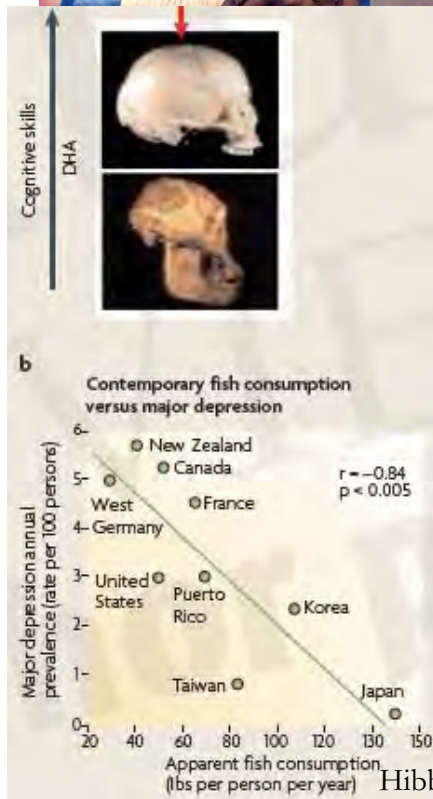 Cognitive skills
DHA
b
Contemporary fish consumption
versus major depression
Major depression annual
prevalence (rate per 100 persons)
6
5
4
3
2
1
0
New Zealand
Canada
West
Germany
France
United
States
Puerto
Rico
Korea
Taiwan
Japan
r = –0.84
p < 0.005
20 40 60 80 100 120 130 140 150
Apparent fish consumption
(lbs per person per year)
Hibb